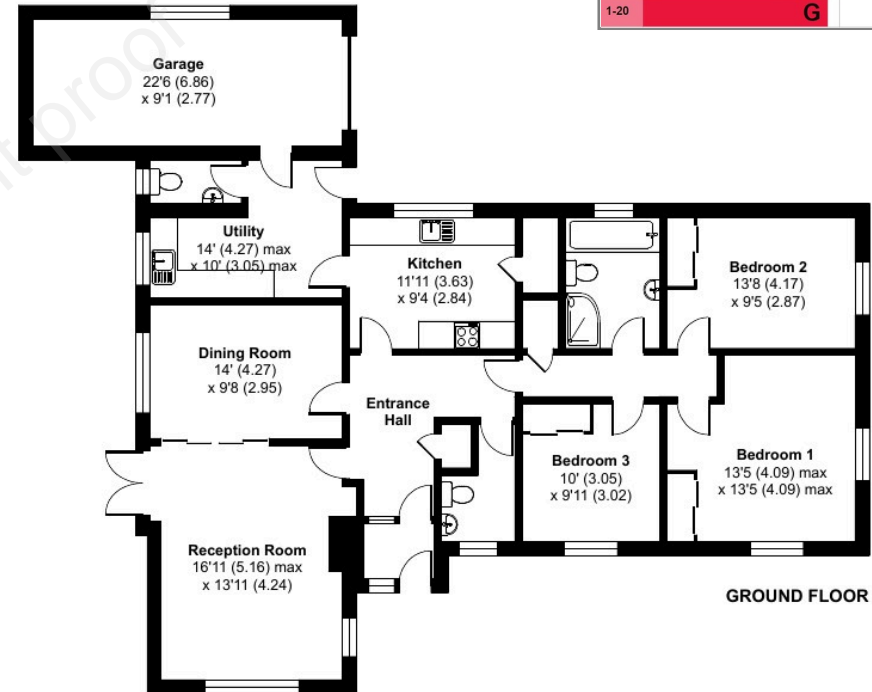 1-20 G
Garage
22'6 (6.86)
x 9'1 (2.77)
Utility
14' (4.27) max
x 10' (3.05) max
Kitchen
11'11 (3.63)
x 9'4 (2.84)
Bedroom 2
13'8 (4.17)
x 9'5 (2.87)
Dining Room
14' (4.27)
x 9'8 (2.95)
Entrance
Hall
Bedroom 3
10' (3.05)
x 9'11 (3.02)
Bedroom 1
13'5 (4.09) max
x 13'5 (4.09) max
Reception Room
16'11 (5.16) max
x 13'11 (4.24)
GROUND FLOOR
proof